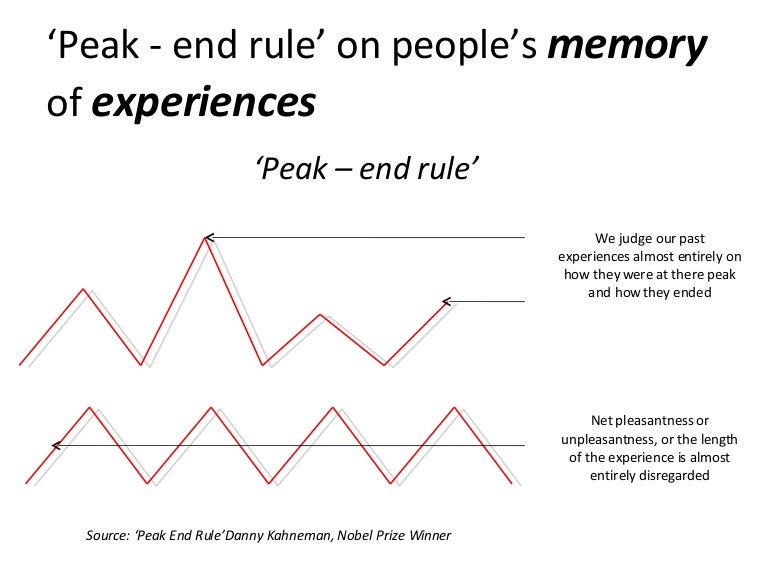 ‘Peak - end rule’ on people’s memory
of experiences
‘Peak – end rule’
We judge our past
experiences almost entirely on
how they were at there peak
and how they ended
Net pleasantness or
unpleasantness, or the length
of the experience is almost
entirely disregarded
Source: ‘Peak End Rule’Danny Kahneman, Nobel Prize Winner